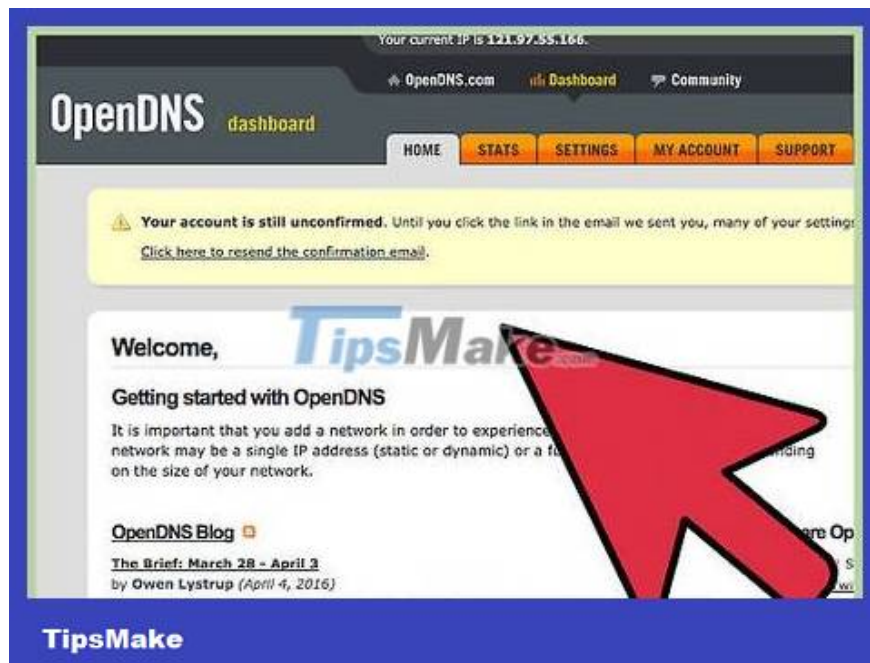 Your current IP is 121.97.55.166.
OpenDNS.com Dashboard Community
OpenDNS dashboard
HOME STATS SETTINGS MY ACCOUNT SUPPORT
Your account is still unconfirmed. Until you click the link in the email we sent you, many of your settings
Click here to resend the confirmation email.
TipsMake.com
Welcome,
Getting started with OpenDNS
It is important that you add a network in order to experience
network may be a single IP address (static or dynamic) or a
on the size of your network.
OpenDNS Blog
The Brief: March 28 - April 3
by Owen Lystrup (April 4, 2016)
TipsMake